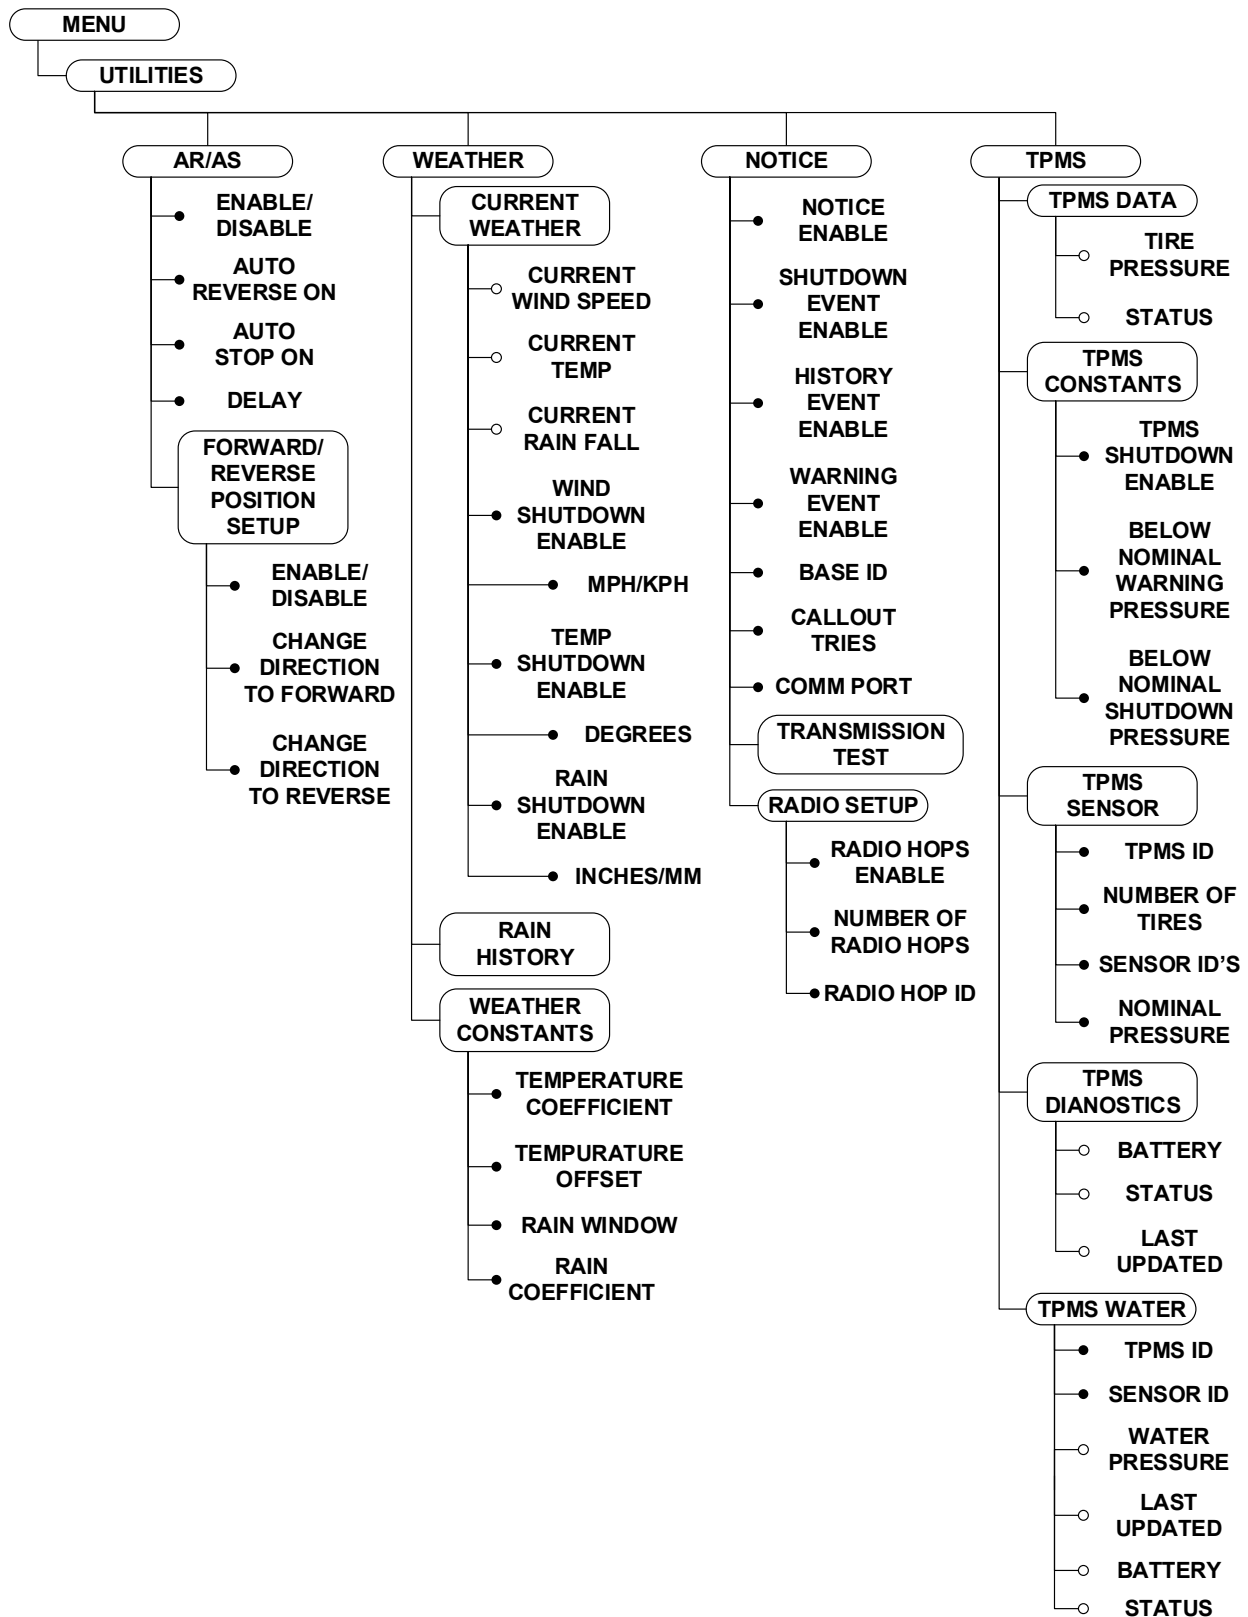 MENU
UTILITIES
AR/AS
ENABLE/
DISABLE
AUTO
REVERSE ON
AUTO
STOP ON
DELAY
FORWARD/
REVERSE
POSITION
SETUP
ENABLE/
DISABLE
CHANGE
DIRECTION
TO FORWARD
CHANGE
DIRECTION
TO REVERSE
WEATHER
CURRENT
WEATHER
CURRENT
WIND SPEED
CURRENT
TEMP
CURRENT
RAIN FALL
WIND
SHUTDOWN
ENABLE
MPH/KPH
TEMP
SHUTDOWN
ENABLE
DEGREES
RAIN
SHUTDOWN
ENABLE
INCHES/MM
RAIN
HISTORY
WEATHER
CONSTANTS
TEMPERATURE
COEFFICIENT
TEMPURATURE
OFFSET
RAIN WINDOW
RAIN
COEFFICIENT
NOTICE
NOTICE
ENABLE
SHUTDOWN
EVENT
ENABLE
HISTORY
EVENT
ENABLE
WARNING
EVENT
ENABLE
BASE ID
CALLOUT
TRIES
COMM PORT
TRANSMISSION
TEST
RADIO SETUP
RADIO HOPS
ENABLE
NUMBER OF
RADIO HOPS
RADIO HOP ID
TPMS
TPMS DATA
TIRE
PRESSURE
STATUS
TPMS
CONSTANTS
TPMS
SHUTDOWN
ENABLE
BELOW
NOMINAL
WARNING
PRESSURE
BELOW
NOMINAL
SHUTDOWN
PRESSURE
TPMS
SENSOR
TPMS ID
NUMBER OF
TIRES
SENSOR ID’S
NOMINAL
PRESSURE
TPMS
DIANOSTICS
BATTERY
STATUS
LAST
UPDATED
TPMS WATER
TPMS ID
SENSOR ID
WATER
PRESSURE
LAST
UPDATED
BATTERY
STATUS